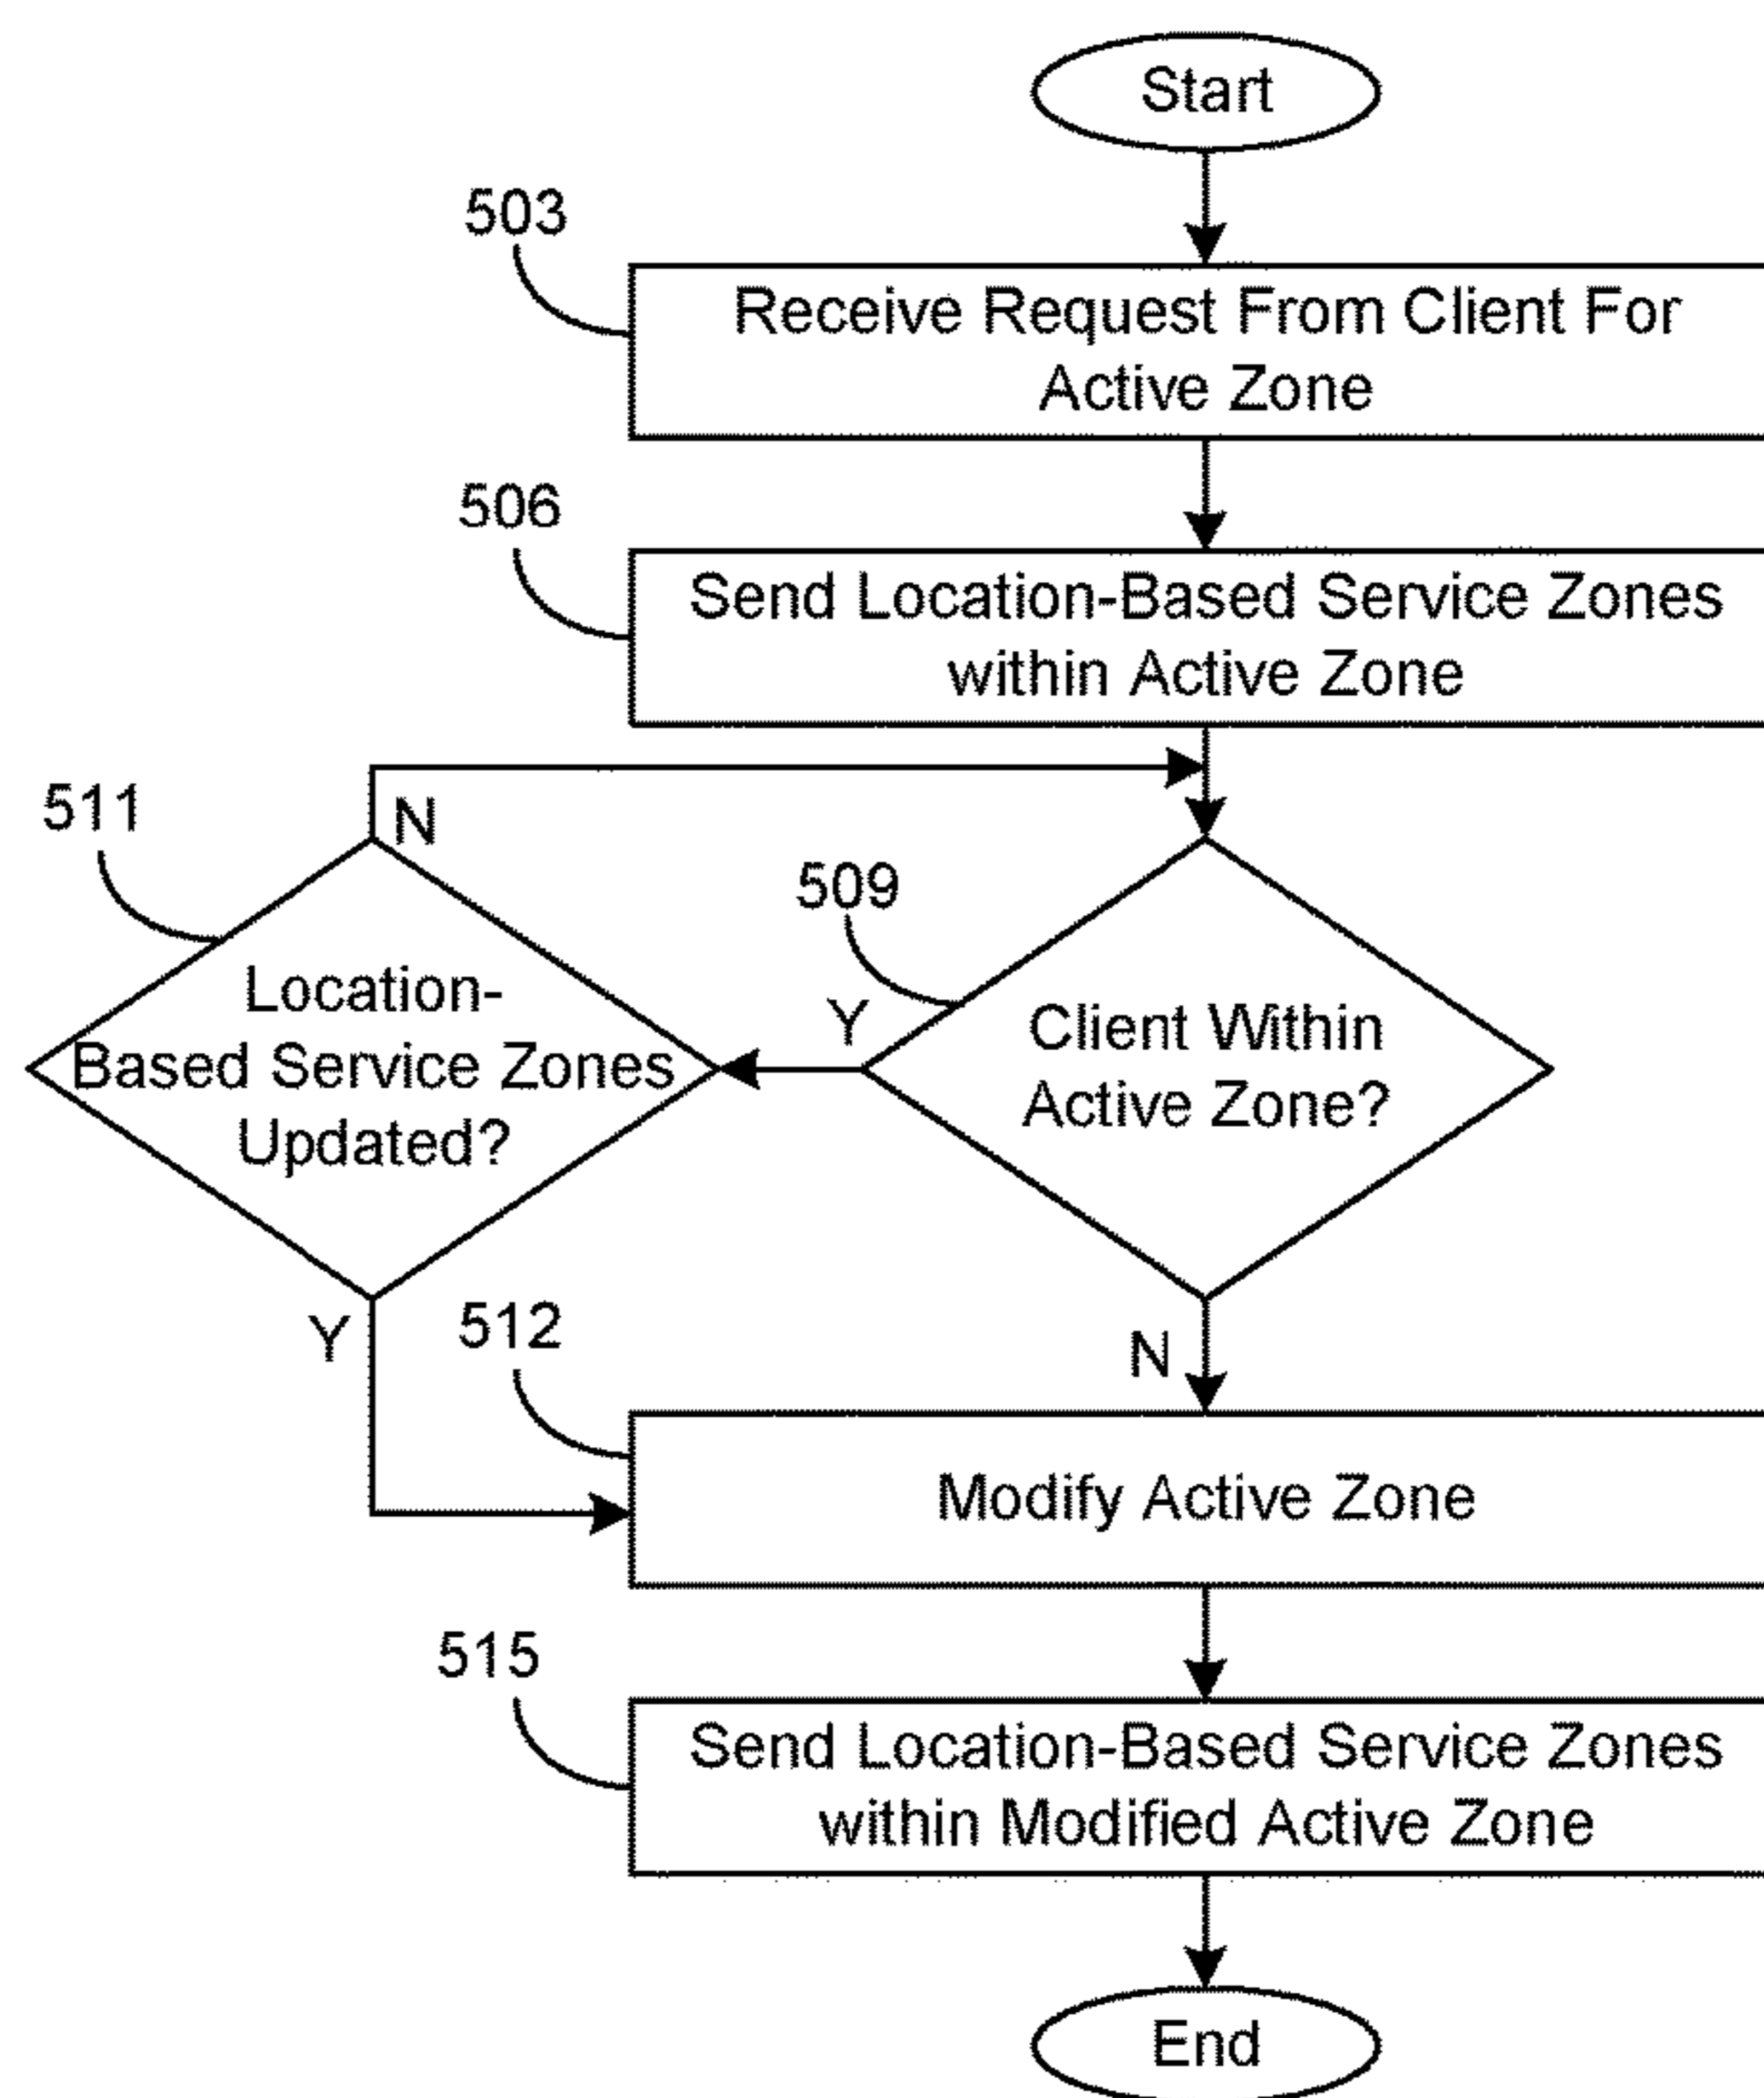 Start
503
Receive Request From Client For
Active Zone
506
Send Location-Based Service Zones
within Active Zone
511
N
509
Location-
Based Service Zones
Updated?
Y
Client Within
Active Zone?
Y
512
N
Modify Active Zone
515
Send Location-Based Service Zones
within Modified Active Zone
End